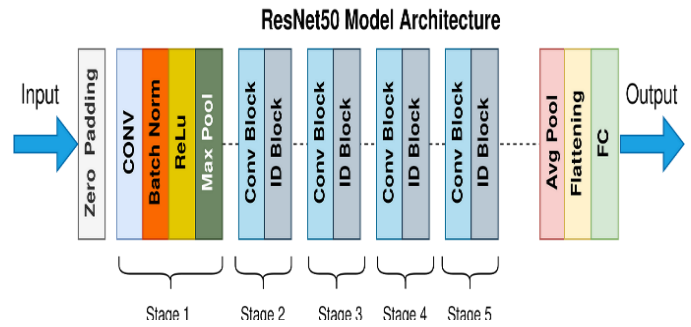 ResNet50 Model Architecture
Input
Zero Padding
CONV
Batch Norm
ReLu
Max Pool
Conv Block
ID Block
Conv Block
ID Block
Conv Block
ID Block
Conv Block
ID Block
Avg Pool
Flattening
FC
Output
Stage 1
Stage 2
Stage 3
Stage 4
Stage 5